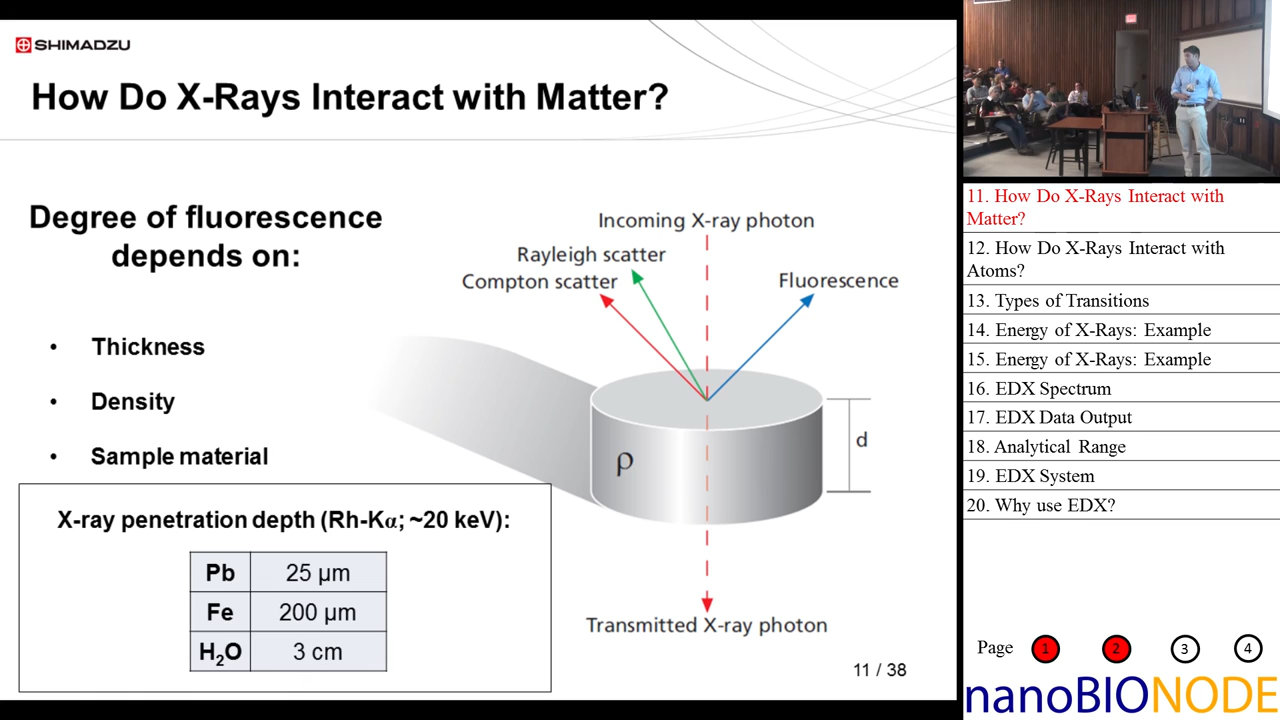 SHIMADZU
How Do X-Rays Interact with Matter?
Degree of fluorescence
depends on:
• Thickness
• Density
• Sample material
X-ray penetration depth (Rh-Kα; ~20 keV):
Pb 25 µm
Fe 200 µm
H₂O 3 cm
Incoming X-ray photon
Rayleigh scatter
Compton scatter
Fluorescence
ρ
d
Transmitted X-ray photon
11 / 38
11. How Do X-Rays Interact with
Matter?
12. How Do X-Rays Interact with
Atoms?
13. Types of Transitions
14. Energy of X-Rays: Example
15. Energy of X-Rays: Example
16. EDX Spectrum
17. EDX Data Output
18. Analytical Range
19. EDX System
20. Why use EDX?
Page 1 2 3 4
nanoBIONODE